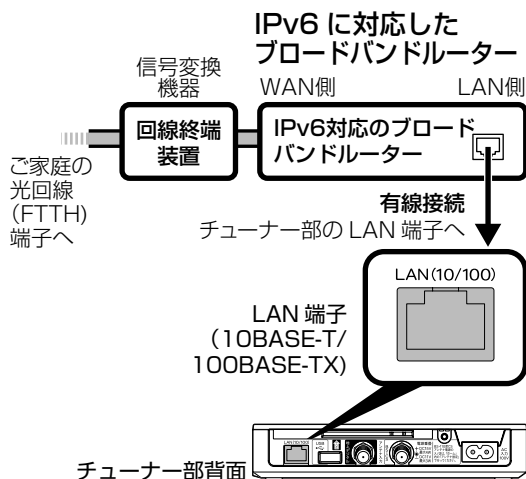 IPv6 に対応した
ブロードバンドルーター
信号変換
機器
WAN側
LAN側
回線終端
装置
IPv6対応のブロード
バンドルーター
ご家庭の
光回線
(FTTH)
端子へ
有線接続
チューナー部の LAN 端子へ
LAN(10/100)
LAN 端子
(10BASE-T/
100BASE-TX)
LAN(10/100)
USB
チューナー部背面